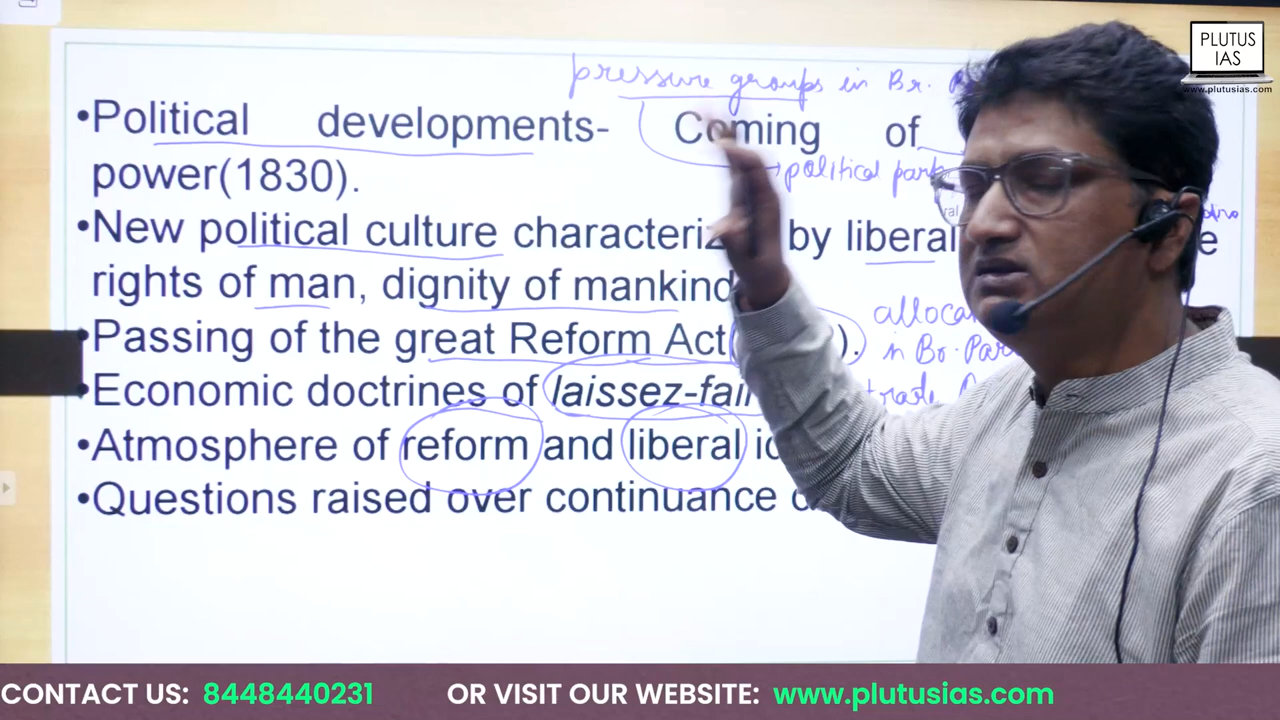 PLUTUS
IAS
www.plutusias.com
pressure groups in Br.
•Political developments- Coming of
political
power(1830).
•New political culture characteriz by liberal
rights of man, dignity of mankind
in Br.
•Passing of the great Reform Act( ).
•Economic doctrines of laissez-fair
•Atmosphere of reform and liberal
•Questions raised over continuance
CONTACT US: 8448440231 OR VISIT OUR WEBSITE: www.plutusias.com